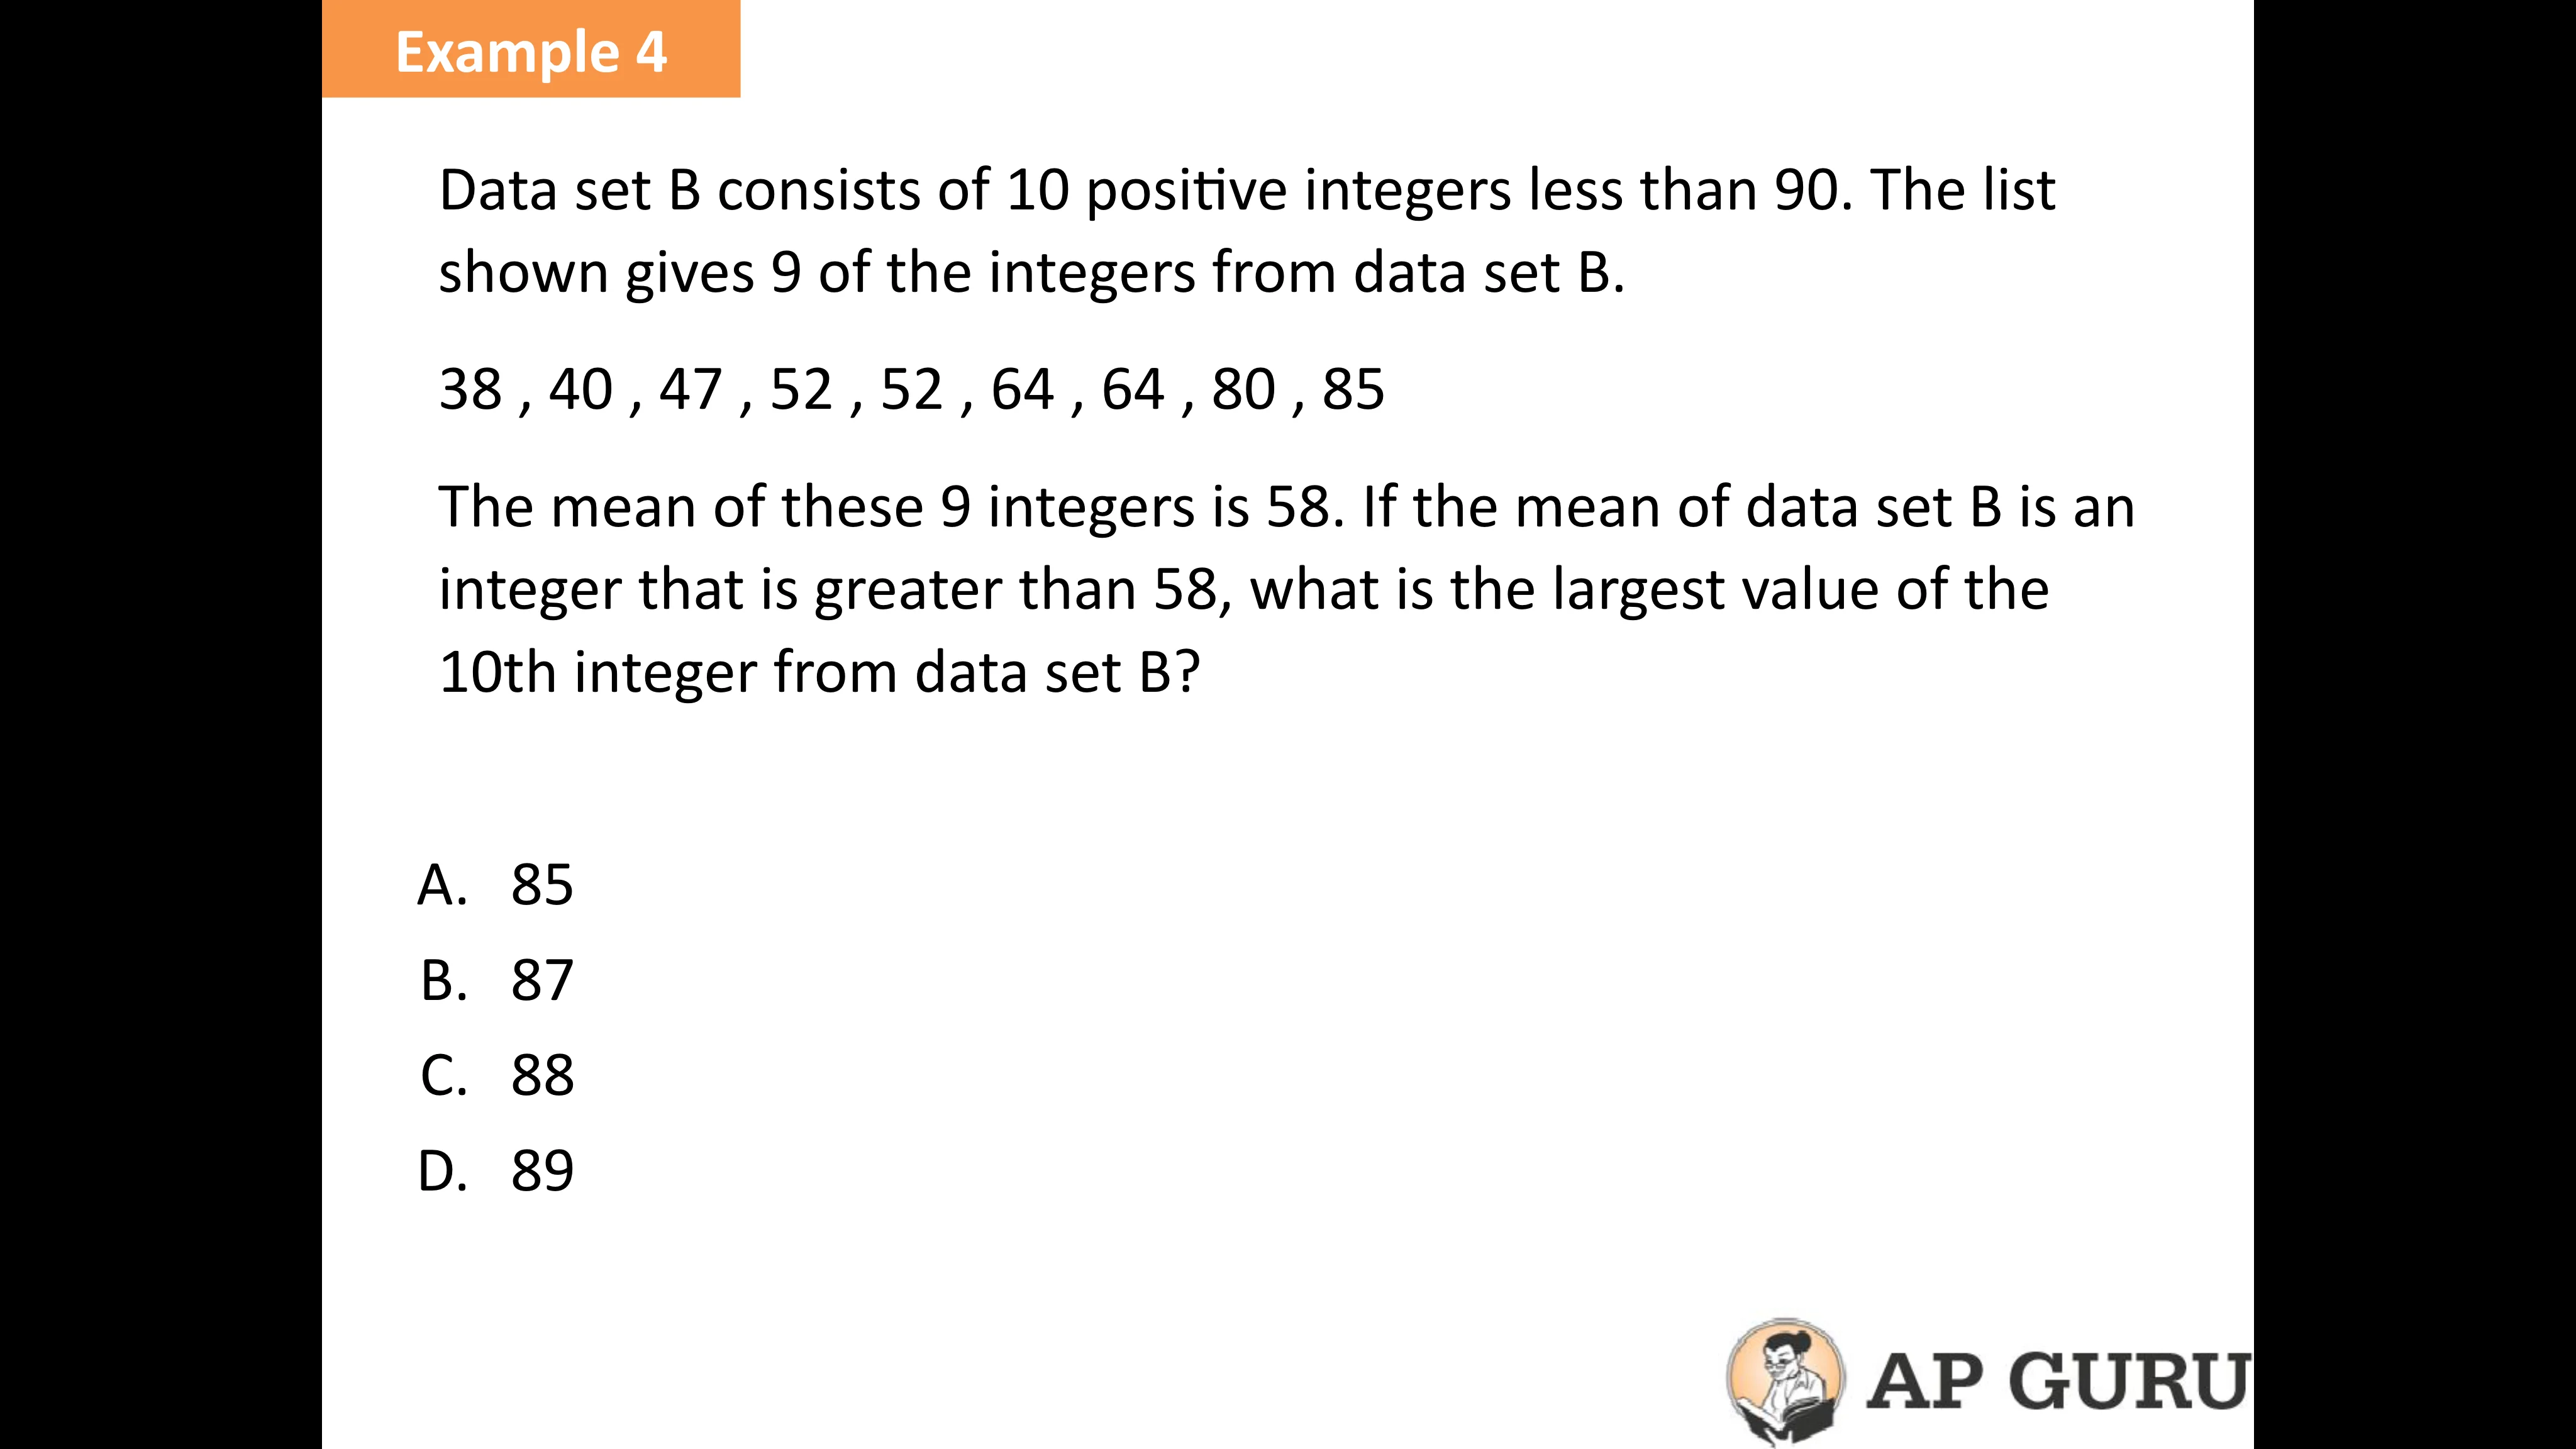 Example 4
Data set B consists of 10 positive integers less than 90. The list
shown gives 9 of the integers from data set B.
38 , 40 , 47 , 52 , 52 , 64 , 64 , 80 , 85
The mean of these 9 integers is 58. If the mean of data set B is an
integer that is greater than 58, what is the largest value of the
10th integer from data set B?
A. 85
B. 87
C. 88
D. 89
AP GURU